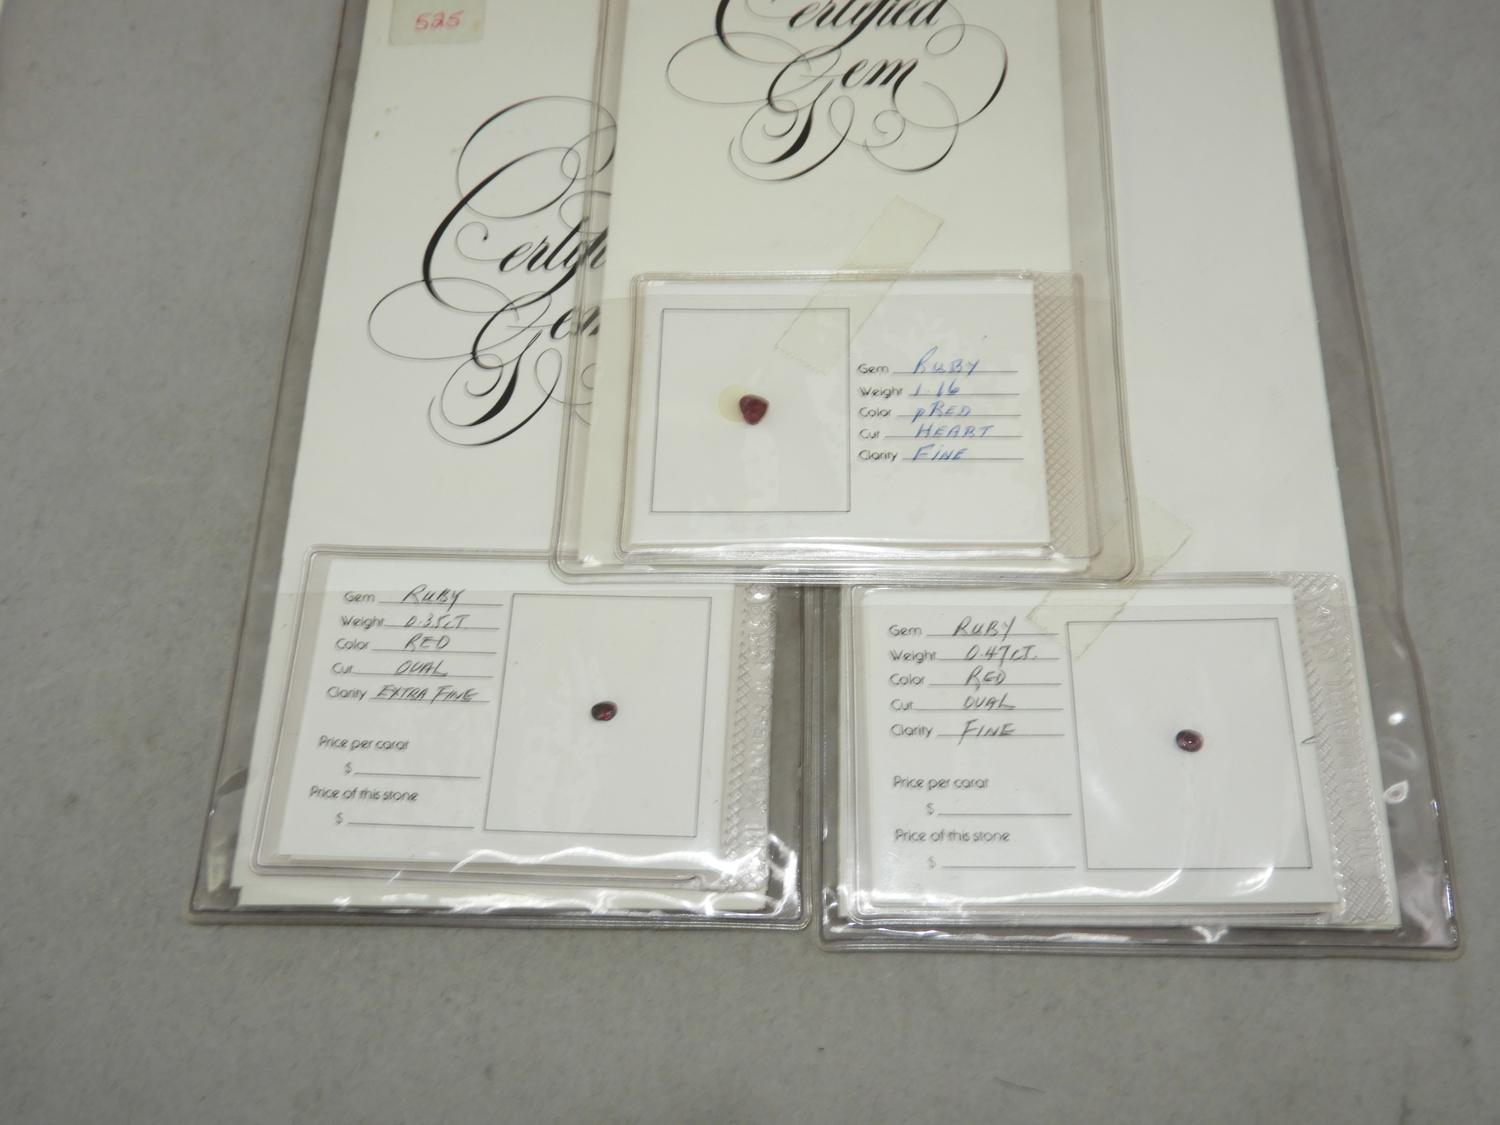 525
Certified
Gem
Certifi
Gem
Gem RUBY
Weight 1.16
Color pRED
Cut HEART
Clarity FiNE
Gem RUBY
Weight 0.35CT
Color RED
Cut OVAL
Clarity EXTRA FINE
Price per carat
$
Price of this stone
$
Gem RUBY
Weight 0.47CT.
Color RED
Cut OVAL
Clarity FINE
Price per carat
$
Price of this stone
$